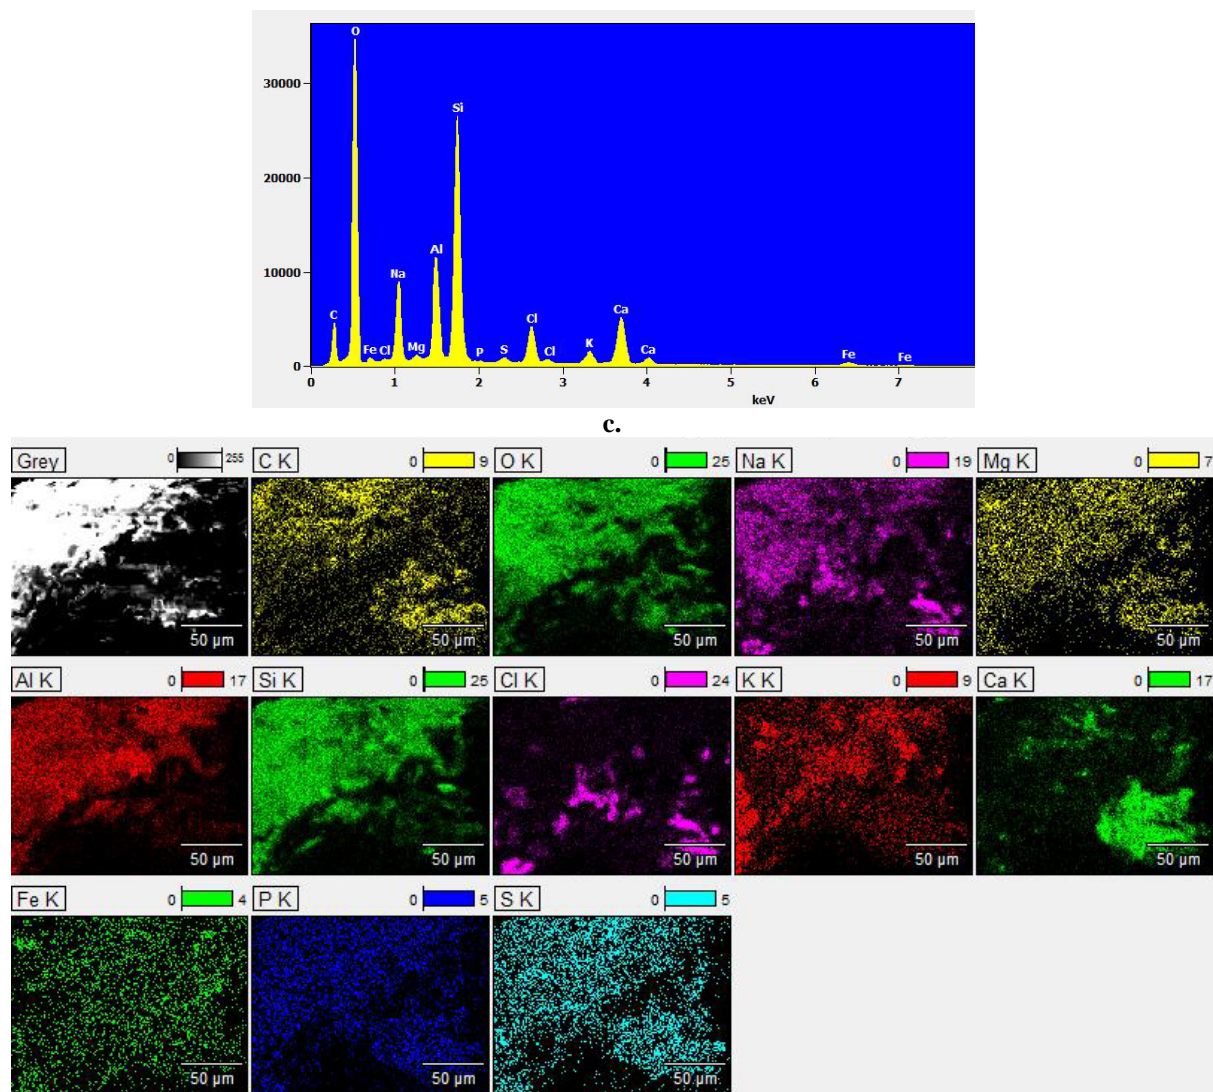 O
30000
Si
20000
Al
10000
Na
C
Ca
Cl
K
Fe Cl Mg P S Cl Ca Fe Fe
0
0 1 2 3 4 5 6 7
keV
c.
Grey 0 255 C K 0 9 O K 0 25 Na K 0 19 Mg K 0 7
50 µm 50 µm 50 µm 50 µm 50 µm
Al K 0 17 Si K 0 25 Cl K 0 24 K K 0 9 Ca K 0 17
50 µm 50 µm 50 µm 50 µm 50 µm
Fe K 0 4 P K 0 5 S K 0 5
50 µm 50 µm 50 µm